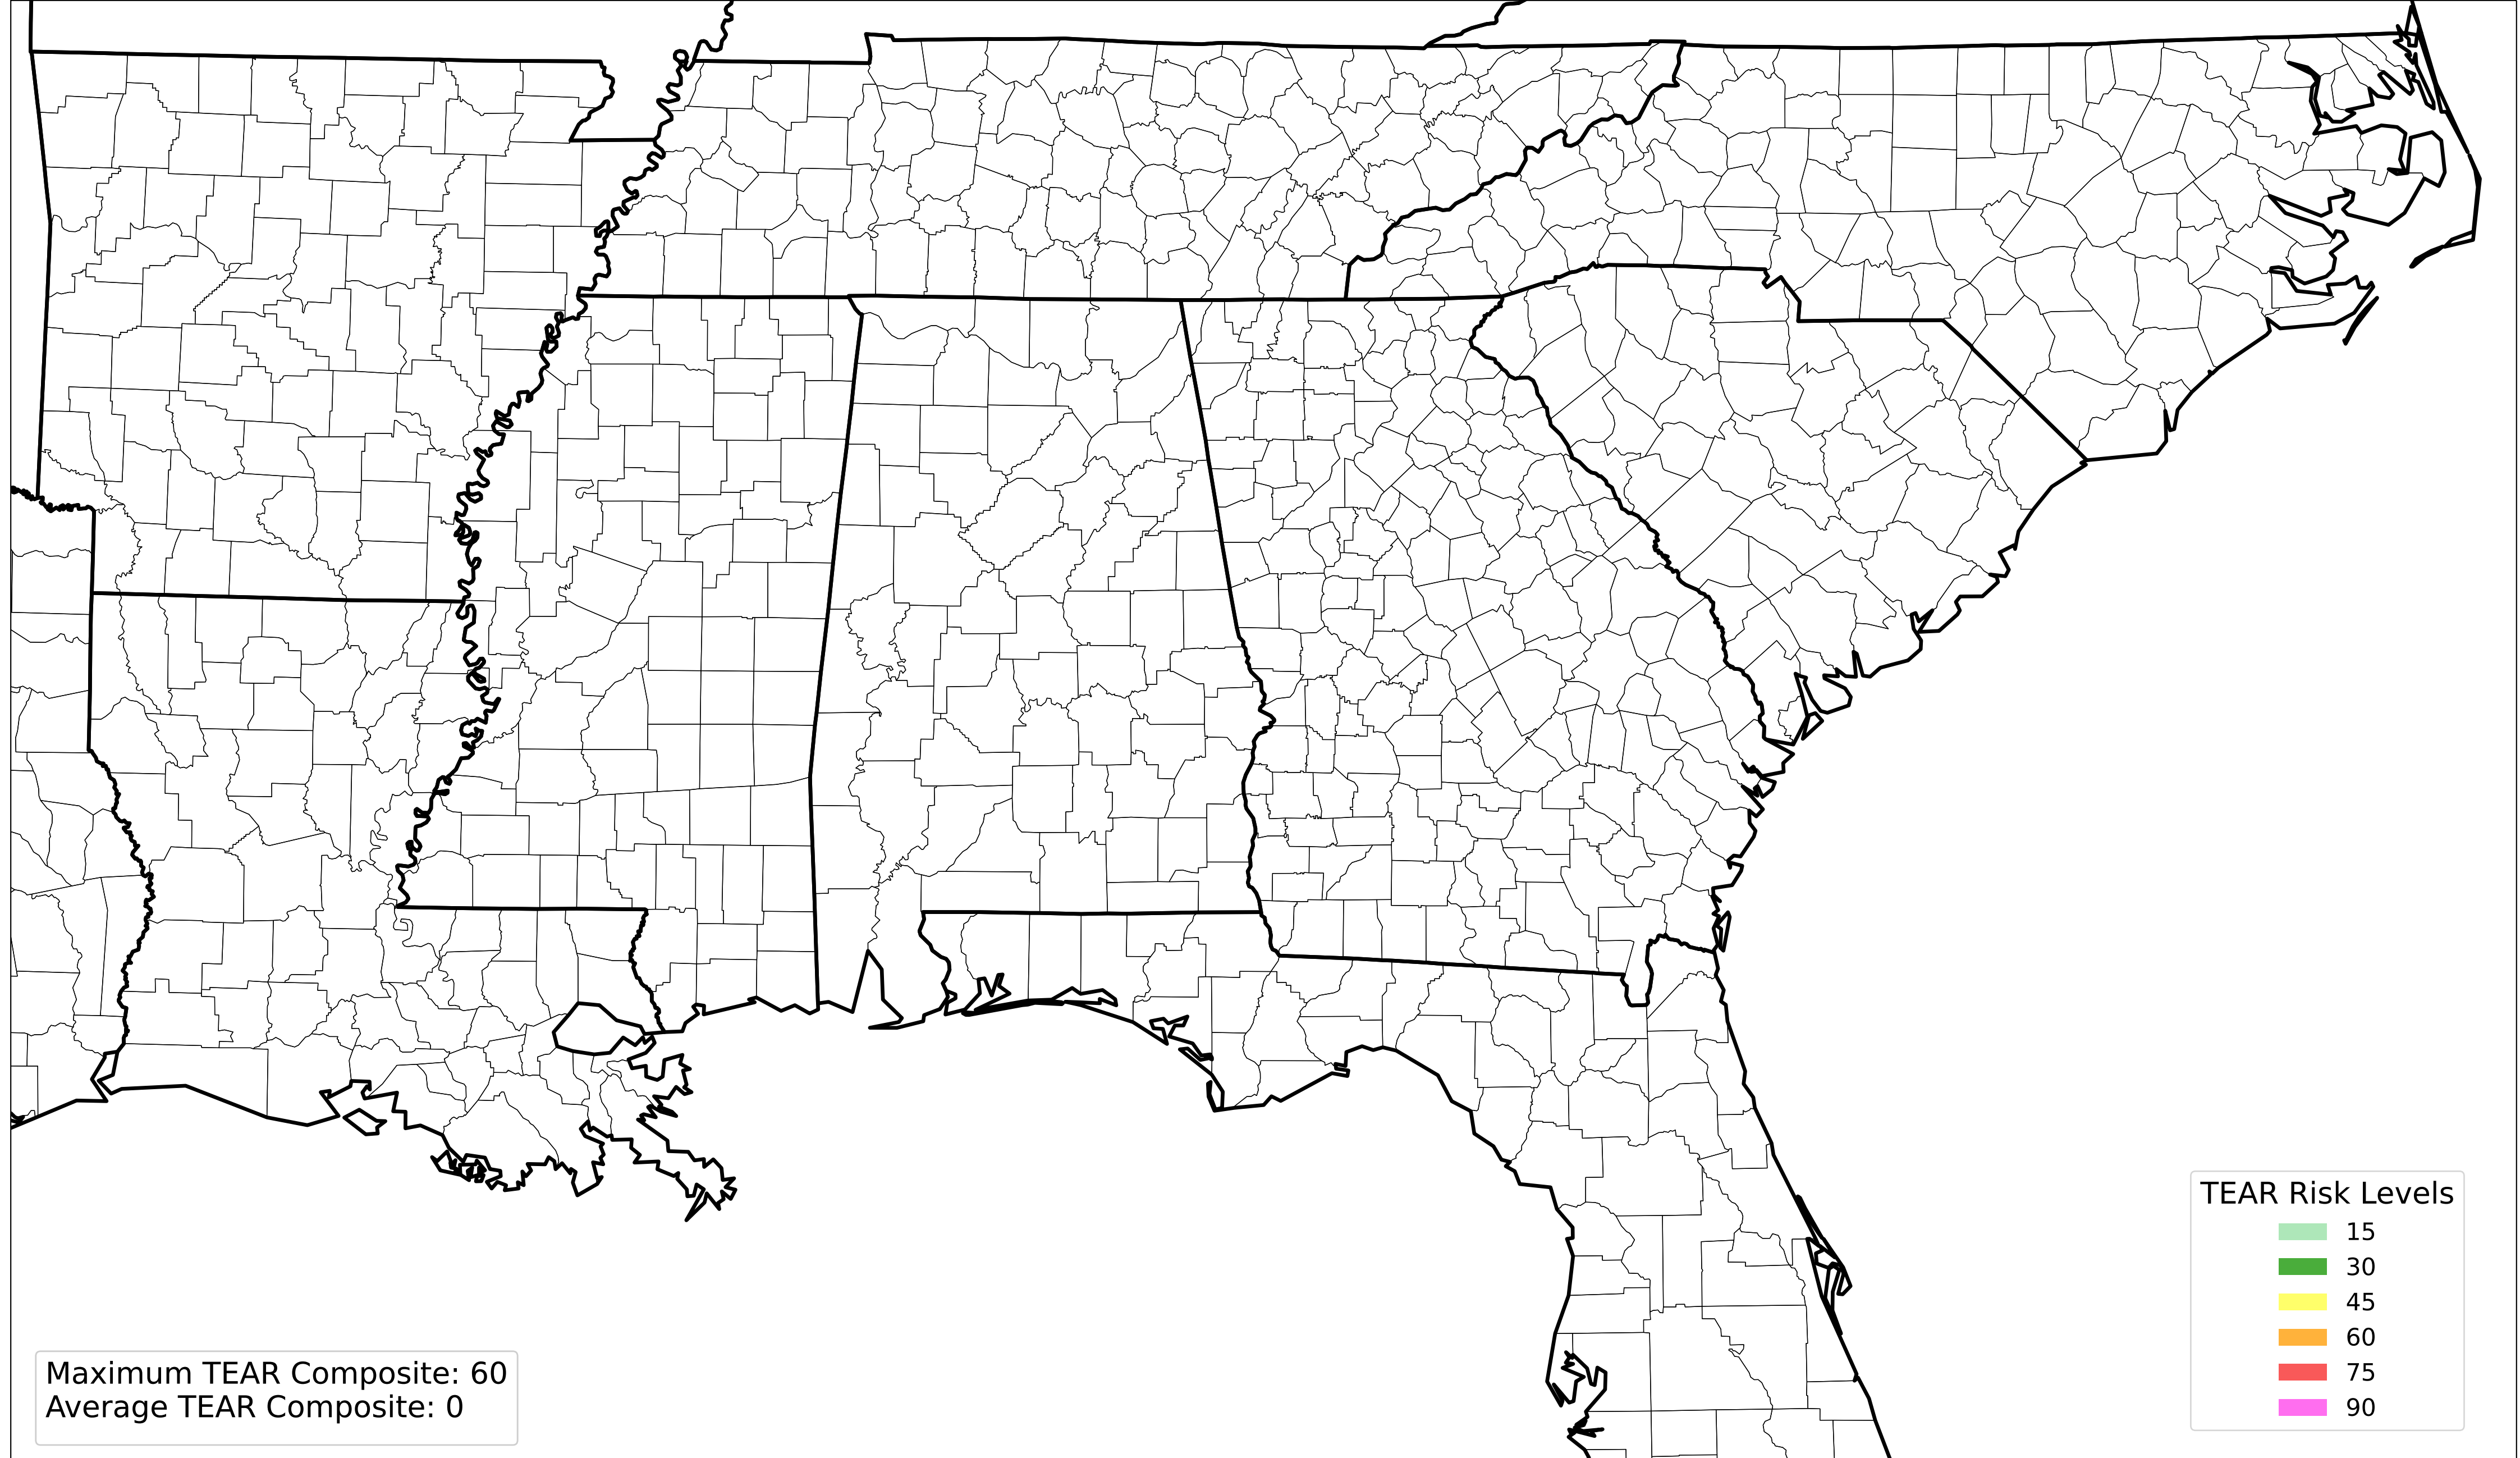 TEAR Risk Levels
15
30
45
60
75
90
Maximum TEAR Composite: 60
Average TEAR Composite: 0